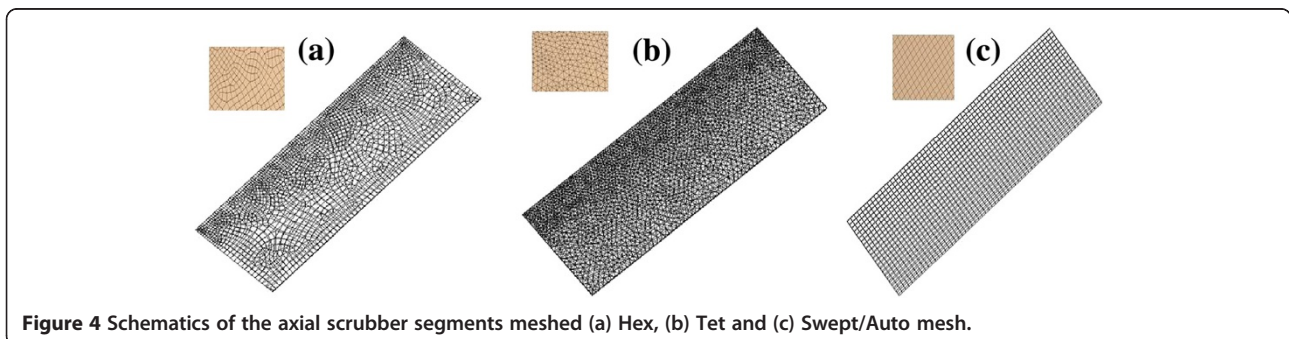 (a) (b) (c)
Figure 4 Schematics of the axial scrubber segments meshed (a) Hex, (b) Tet and (c) Swept/Auto mesh.